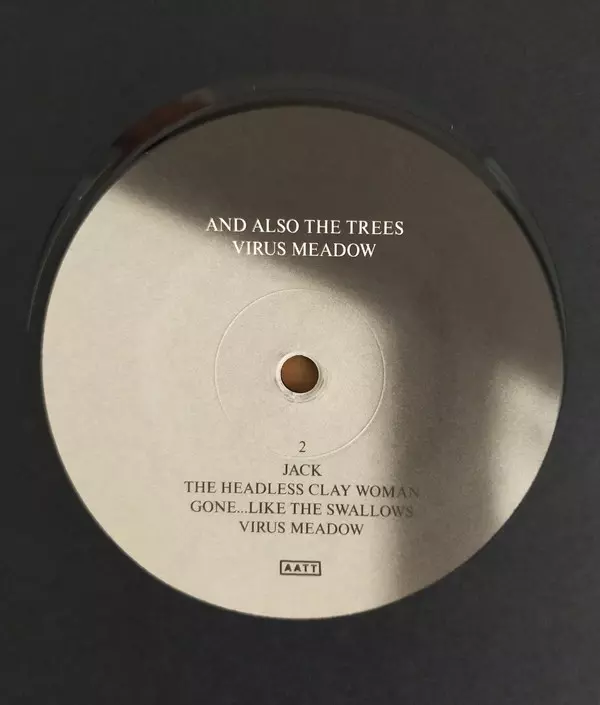 AND ALSO THE TREES
VIRUS MEADOW
2
JACK
THE HEADLESS CLAY WOMAN
GONE...LIKE THE SWALLOWS
VIRUS MEADOW
AATT